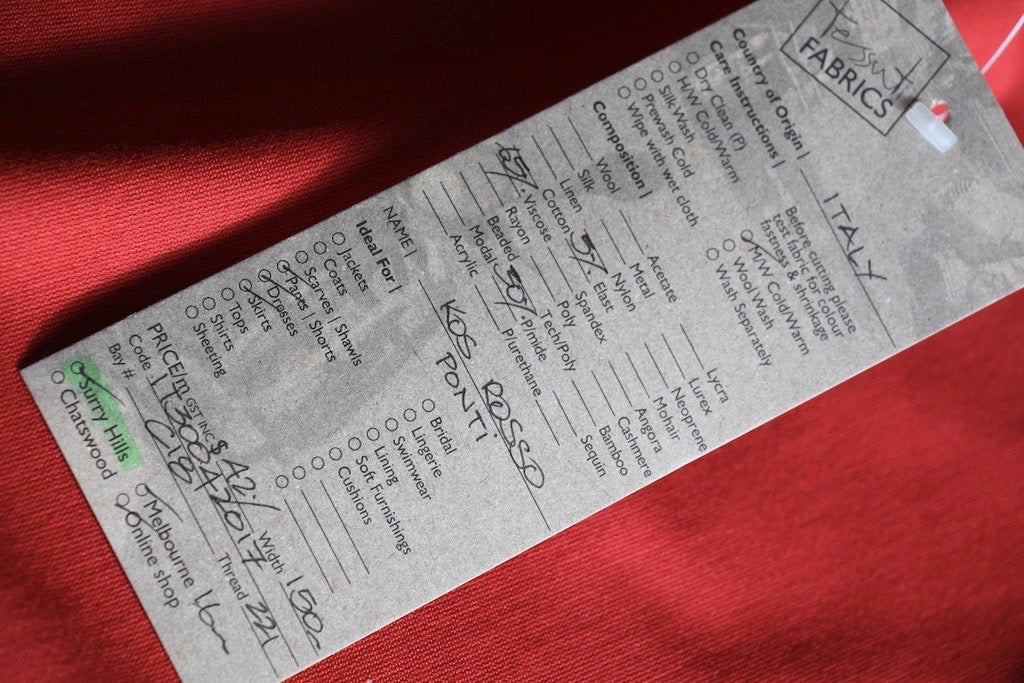 tessuti
FABRICS
Country of Origin | ITALY
Care Instructions |
Before cutting please
test fabric for colour
fastness & shrinkage
Dry Clean (P)
H/W Cold/Warm
Silk Wash
Prewash Cold
Wipe with wet cloth
M/W Cold/Warm
Wool Wash
Wash Separately
Composition |
Wool
Silk
Linen
Cotton
65% Viscose
Rayon
Beaded
Modal
Acrylic
Acetate
Metal
Nylon
5% Elast
Spandex
Poly
Tech/Poly
30% P/mide
P/urethane
Lycra
Lurex
Neoprene
Mohair
Angora
Cashmere
Bamboo
Sequin
NAME | KOS ROSSO
PONTI
Ideal For |
Jackets
Coats
Scarves | Shawls
Pants | Shorts
Dresses
Skirts
Tops
Shirts
Sheeting
Bridal
Lingerie
Swimwear
Lining
Soft Furnishings
Cushions
PRICE/m GST INC $ Width 150
Code Thread 221
Bay # C18
Surry Hills
Chatswood
Melbourne 16m
Online shop